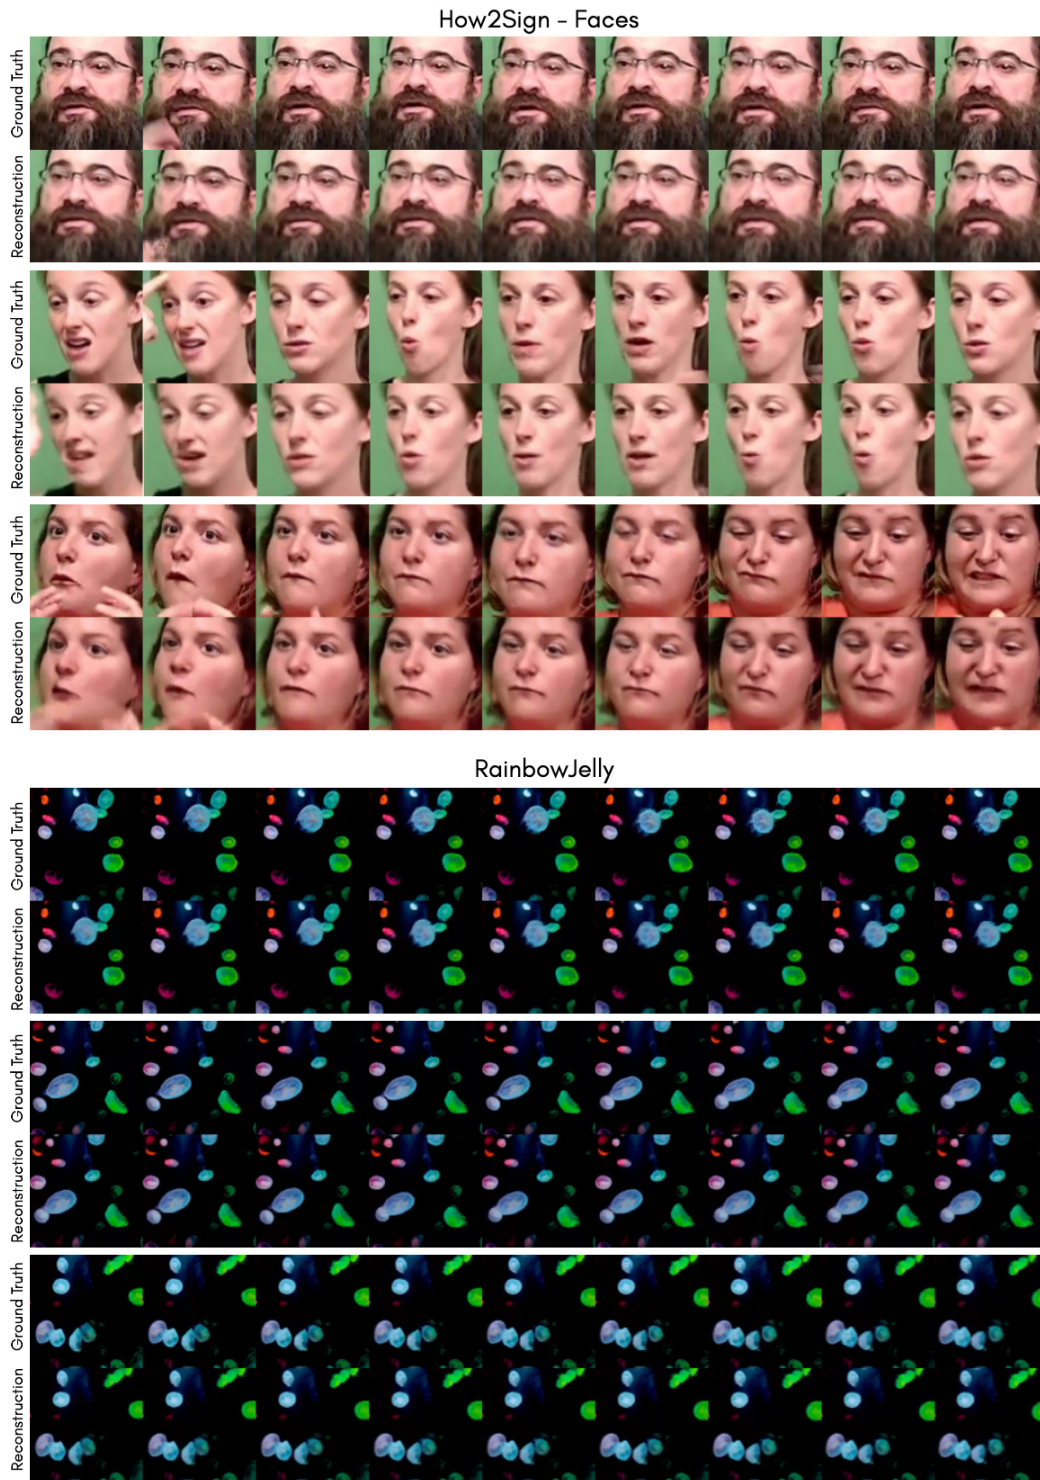 How2Sign - Faces
Ground Truth
Reconstruction
Ground Truth
Reconstruction
Ground Truth
Reconstruction
RainbowJelly
Ground Truth
Reconstruction
Ground Truth
Reconstruction
Ground Truth
Reconstruction